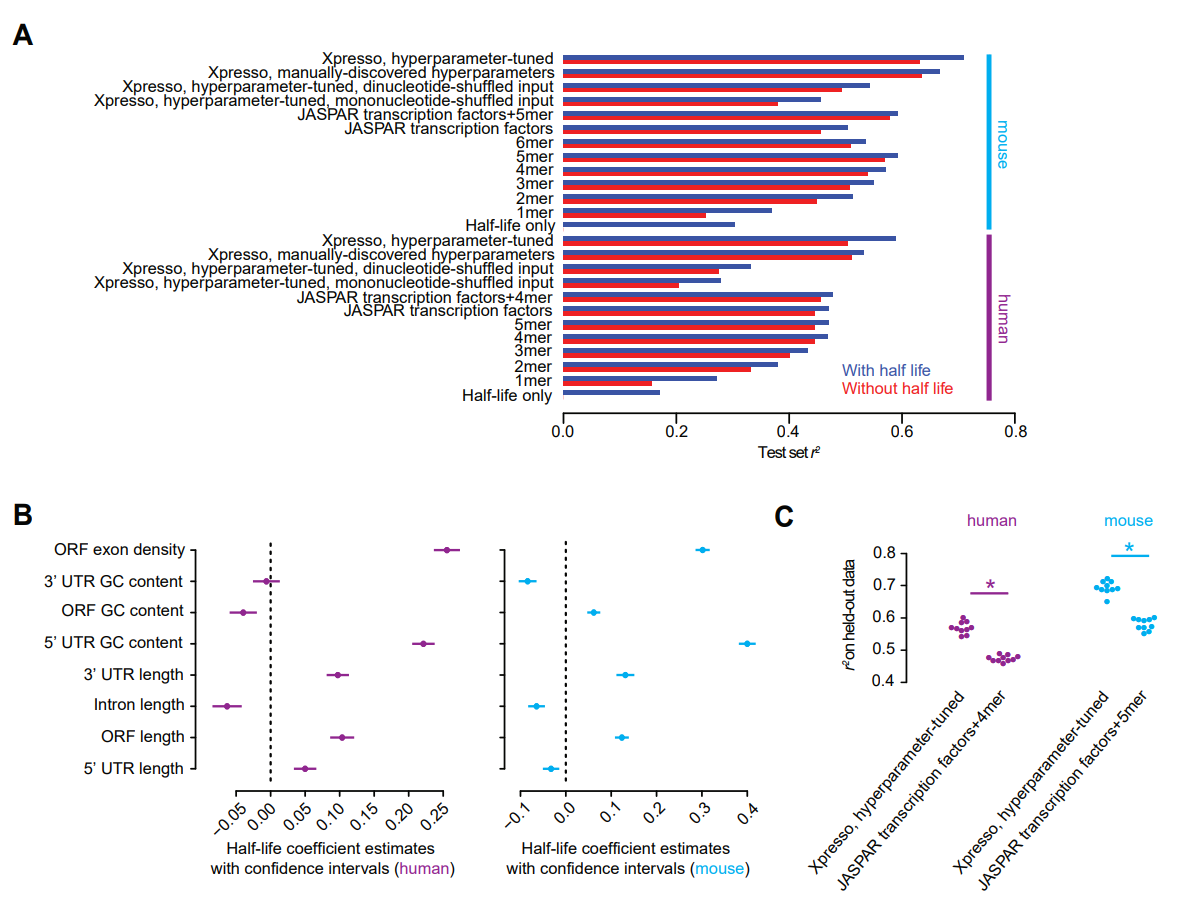 A
Xpresso, hyperparameter-tuned
Xpresso, manually-discovered hyperparameters
Xpresso, hyperparameter-tuned, dinucleotide-shuffled input
Xpresso, hyperparameter-tuned, mononucleotide-shuffled input
JASPAR transcription factors+5mer
JASPAR transcription factors
6mer
5mer
4mer
3mer
2mer
1mer
Half-life only
mouse
Xpresso, hyperparameter-tuned
Xpresso, manually-discovered hyperparameters
Xpresso, hyperparameter-tuned, dinucleotide-shuffled input
Xpresso, hyperparameter-tuned, mononucleotide-shuffled input
JASPAR transcription factors+4mer
JASPAR transcription factors
5mer
4mer
3mer
2mer
1mer
Half-life only
human
With half life
Without half life
0.0 0.2 0.4 0.6 0.8
Test set r²
B
ORF exon density
3' UTR GC content
ORF GC content
5' UTR GC content
3' UTR length
Intron length
ORF length
5' UTR length
−0.05 0.00 0.05 0.10 0.15 0.20 0.25
Half-life coefficient estimates
with confidence intervals (human)
−0.1 0.0 0.1 0.2 0.3 0.4
Half-life coefficient estimates
with confidence intervals (mouse)
C
human mouse
0.8
0.7
0.6
0.5
0.4
r² on held-out data
* *
Xpresso, hyperparameter-tuned
JASPAR transcription factors+4mer
Xpresso, hyperparameter-tuned
JASPAR transcription factors+5mer